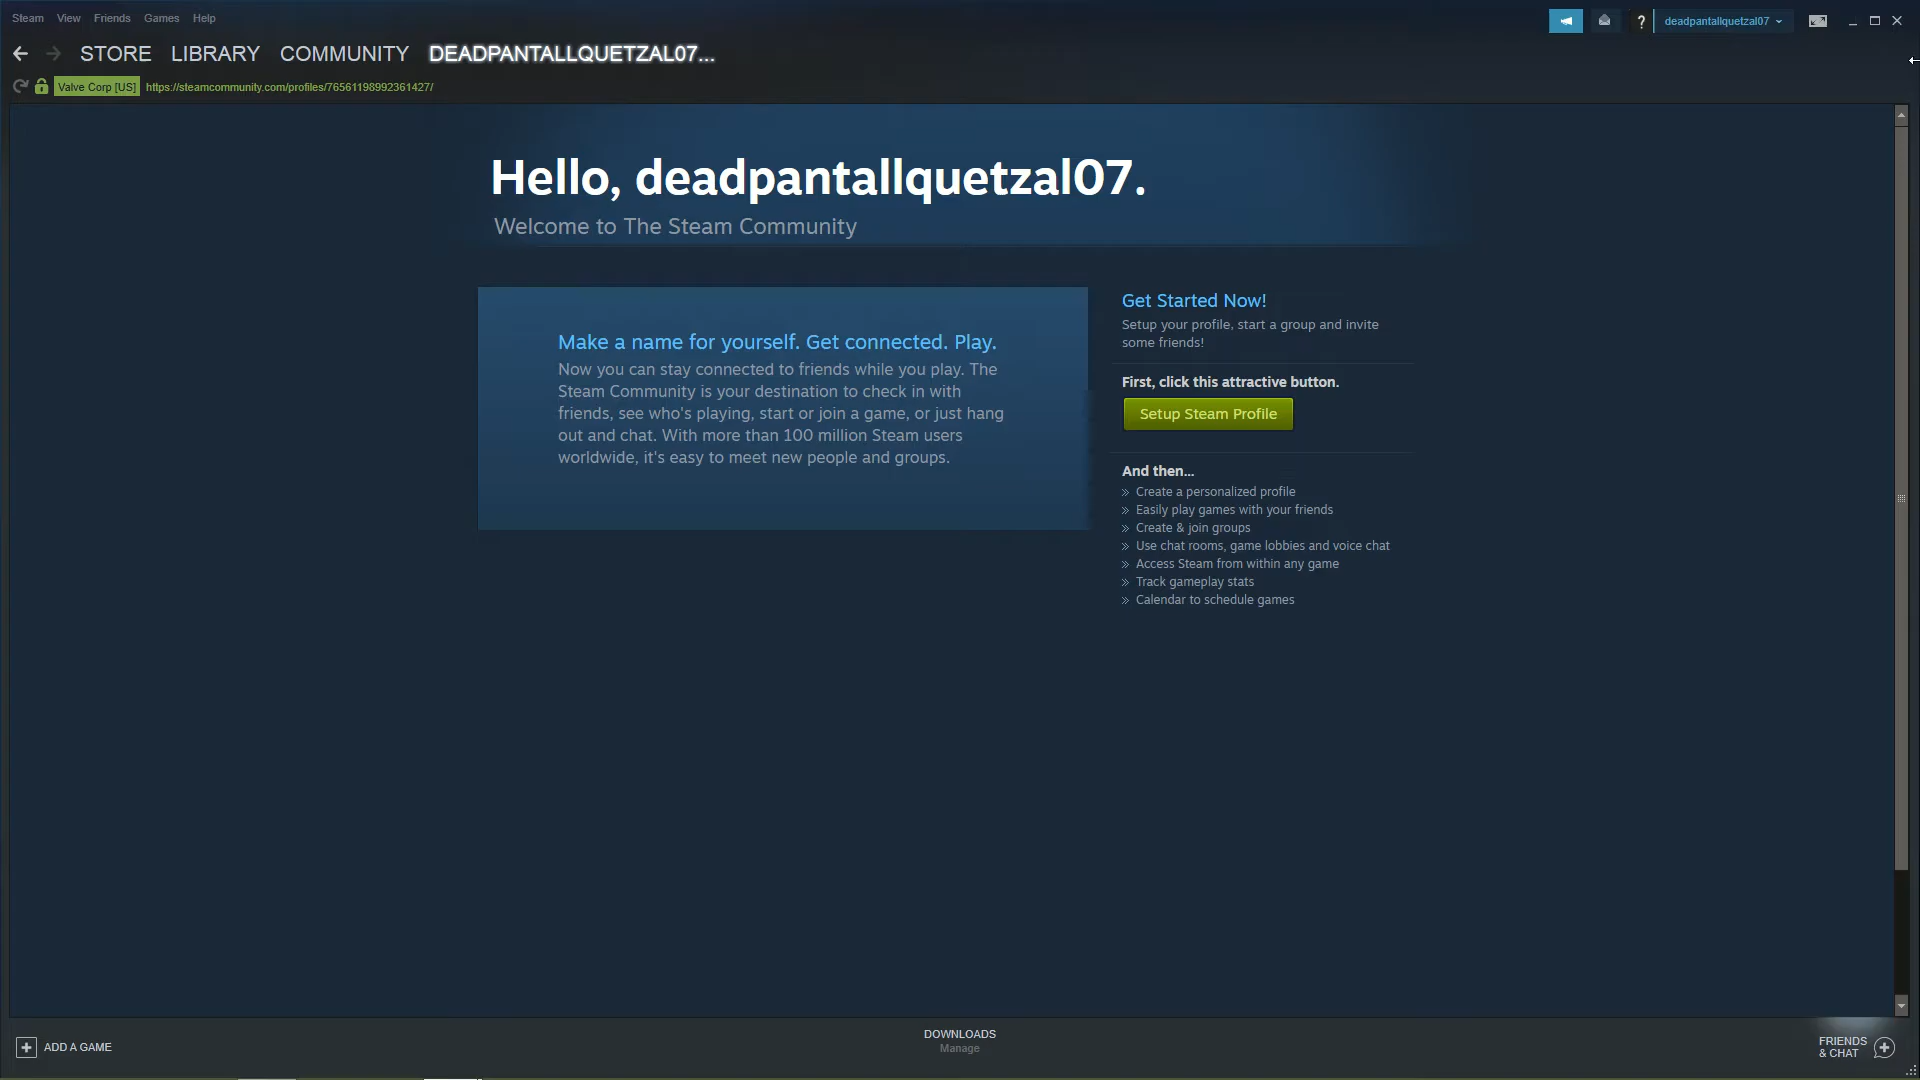 Steam View Friends Games Help
? deadpantallquetzal07
STORE LIBRARY COMMUNITY DEADPANTALLQUETZAL07...
Valve Corp [US] https://steamcommunity.com/profiles/76561198992361427/
Hello, deadpantallquetzal07.
Welcome to The Steam Community
Make a name for yourself. Get connected. Play.
Now you can stay connected to friends while you play. The
Steam Community is your destination to check in with
friends, see who's playing, start or join a game, or just hang
out and chat. With more than 100 million Steam users
worldwide, it's easy to meet new people and groups.
Get Started Now!
Setup your profile, start a group and invite
some friends!
First, click this attractive button.
Setup Steam Profile
And then...
» Create a personalized profile
» Easily play games with your friends
» Create & join groups
» Use chat rooms, game lobbies and voice chat
» Access Steam from within any game
» Track gameplay stats
» Calendar to schedule games
ADD A GAME
DOWNLOADS
Manage
FRIENDS
& CHAT